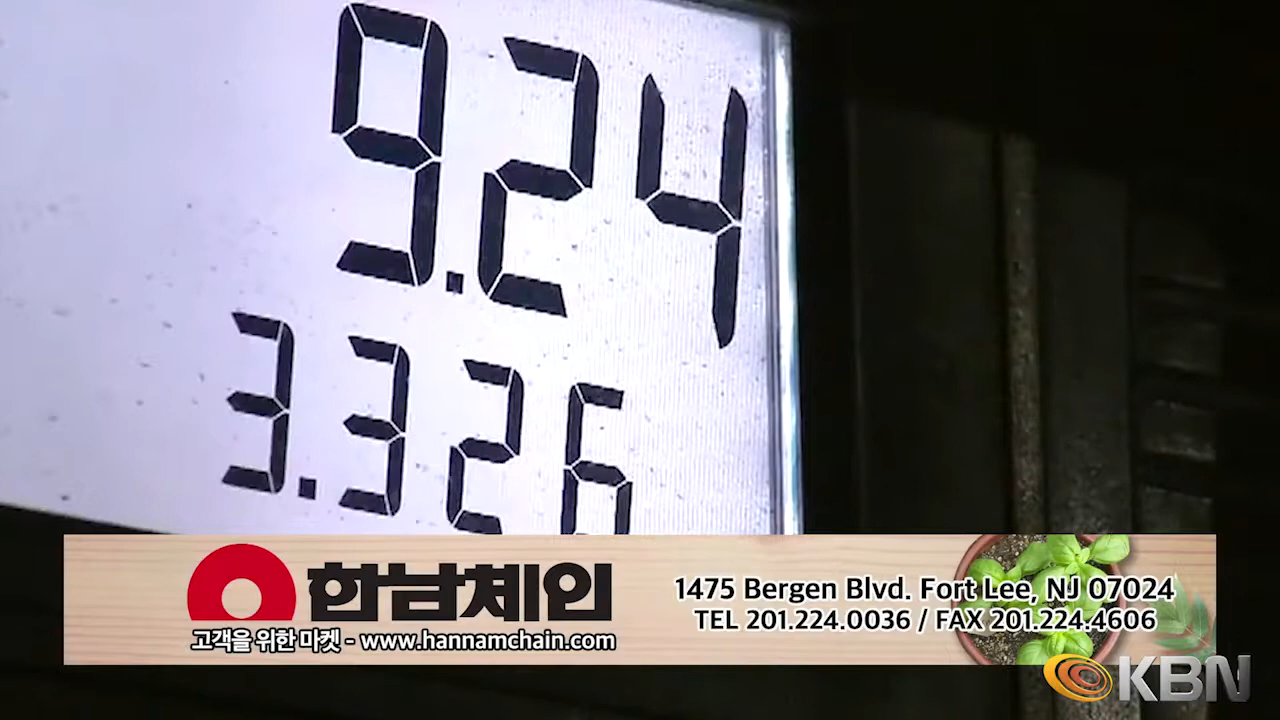 9.24
3.326
한남체인
고객을 위한 마켓 - www.hannamchain.com
1475 Bergen Blvd. Fort Lee, NJ 07024
TEL 201.224.0036 / FAX 201.224.4606
KBN